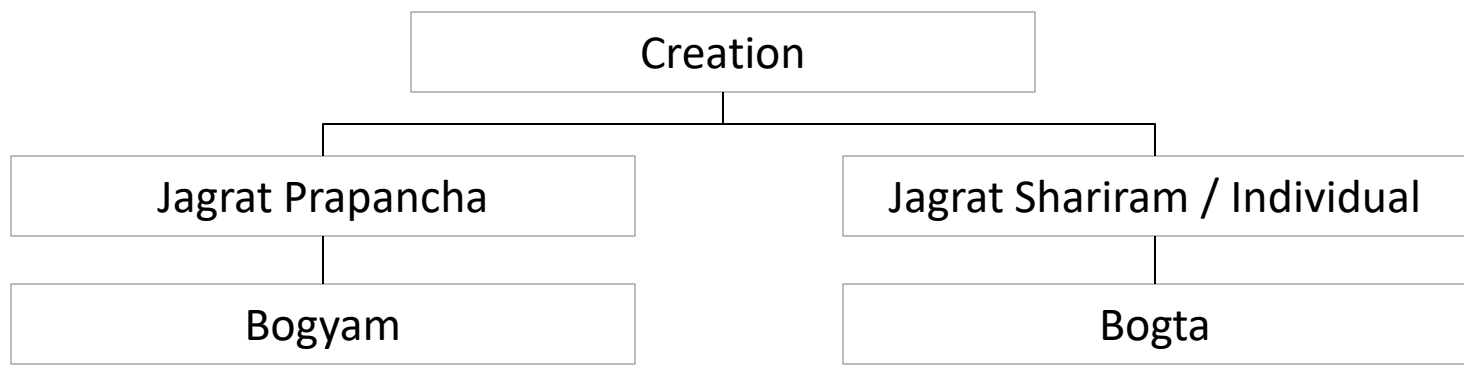 Creation
Jagrat Prapancha
Jagrat Shariram / Individual
Bogyam
Bogta